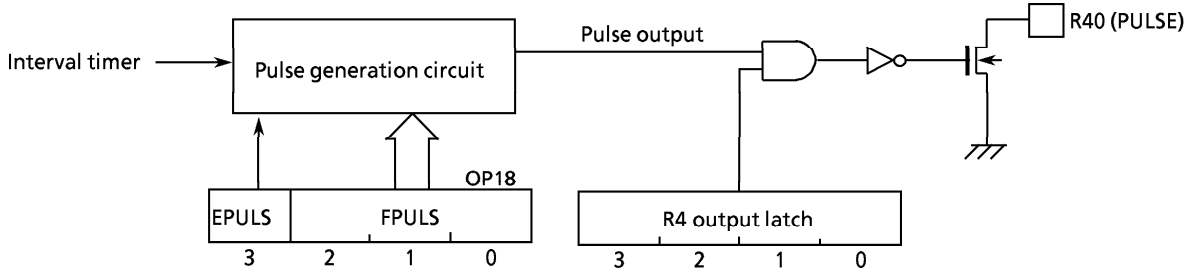 R40 (PULSE)
Pulse output
Interval timer
Pulse generation circuit
OP18
EPULS FPULS
R4 output latch
3 2 1 0
3 2 1 0